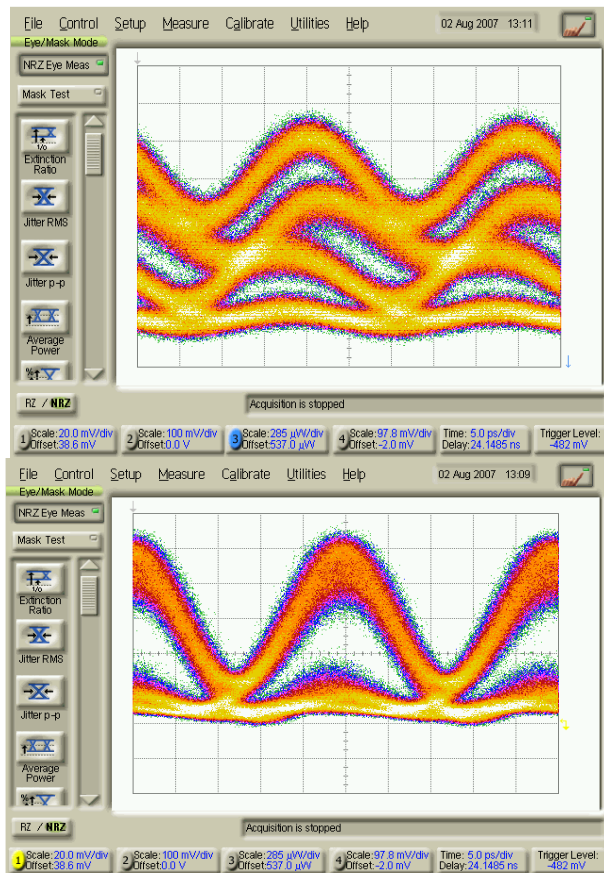 File Control Setup Measure Calibrate Utilities Help 02 Aug 2007 13:11
Eye/Mask Mode
NRZ Eye Meas
Mask Test
1/0
Extinction
Ratio
Jitter RMS
Jitter p-p
Average
Power
RZ / NRZ
Acquisition is stopped
1 Scale: 20.0 mV/div
Offset: 38.6 mV
2 Scale: 100 mV/div
Offset: 0.0 V
3 Scale: 285 µW/div
Offset: 537.0 µW
4 Scale: 97.8 mV/div
Offset: -2.0 mV
Time: 5.0 ps/div
Delay: 24.1485 ns
Trigger Level:
-482 mV
File Control Setup Measure Calibrate Utilities Help 02 Aug 2007 13:09
Eye/Mask Mode
NRZ Eye Meas
Mask Test
1/0
Extinction
Ratio
Jitter RMS
Jitter p-p
Average
Power
RZ / NRZ
Acquisition is stopped
1 Scale: 20.0 mV/div
Offset: 38.6 mV
2 Scale: 100 mV/div
Offset: 0.0 V
3 Scale: 285 µW/div
Offset: 537.0 µW
4 Scale: 97.8 mV/div
Offset: -2.0 mV
Time: 5.0 ps/div
Delay: 24.1485 ns
Trigger Level:
-482 mV